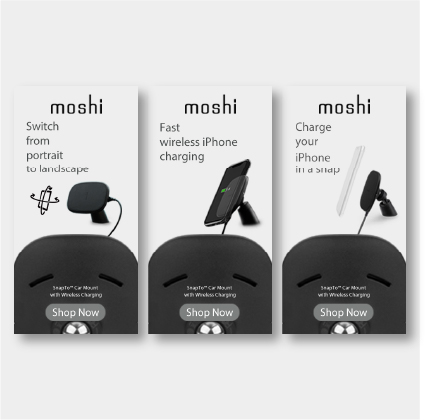 moshi
Switch
from
portrait
to landscape
SnapTo™ Car Mount
with Wireless Charging
Shop Now
moshi
Fast
wireless iPhone
charging
SnapTo™ Car Mount
with Wireless Charging
Shop Now
moshi
Charge
your
iPhone
in a snap
SnapTo™ Car Mount
with Wireless Charging
Shop Now